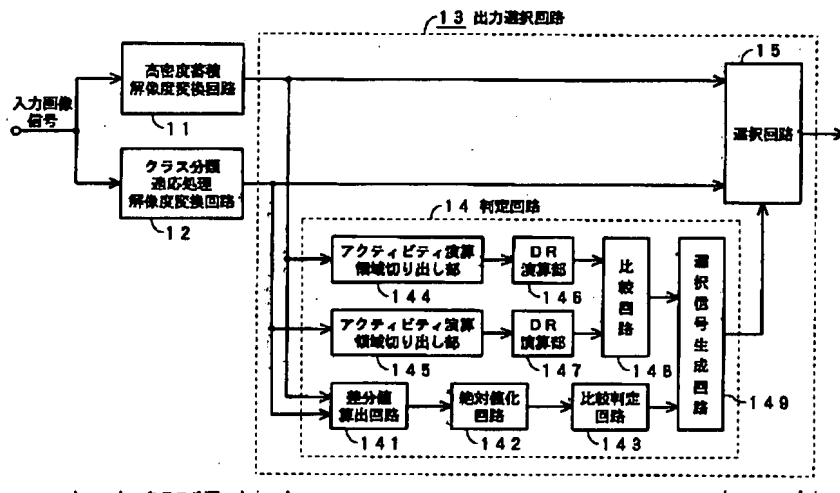 13 出力選択回路
15
高密度蓄積
解像度変換回路
11
入力画像
信号
選択回路
クラス分類
適応処理
解像度変換回路
12
14 判定回路
アクティビティ演算
領域切り出し部
144
DR
演算部
146
比較回路
148
選択信号生成回路
149
アクティビティ演算
領域切り出し部
145
DR
演算部
147
差分値
算出回路
141
絶対値化
回路
142
比較判定
回路
143